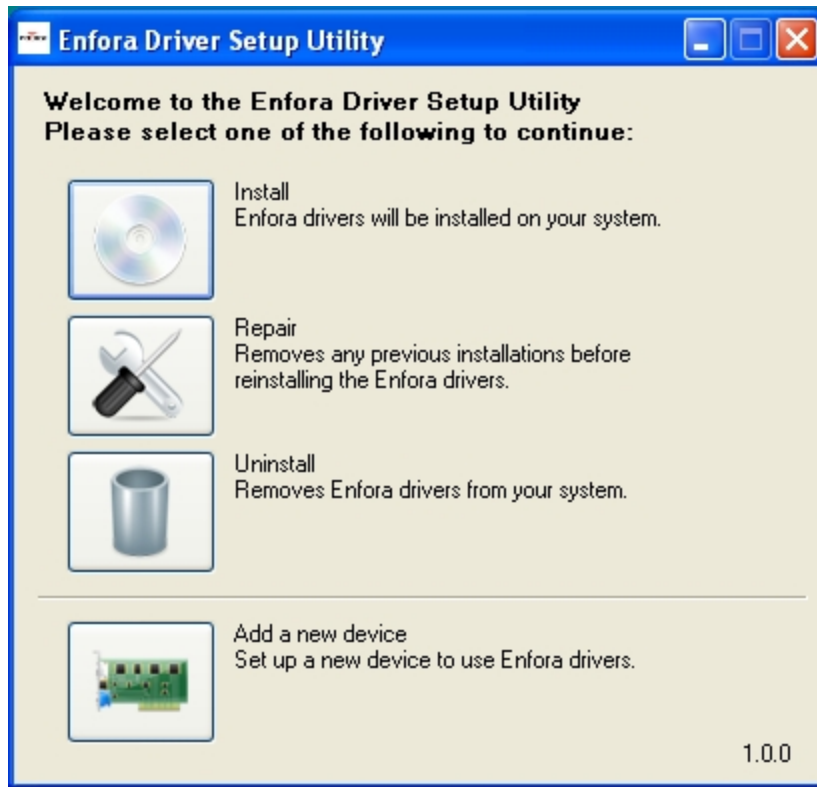 Enfora Driver Setup Utility
Welcome to the Enfora Driver Setup Utility
Please select one of the following to continue:
Install
Enfora drivers will be installed on your system.
Repair
Removes any previous installations before
reinstalling the Enfora drivers.
Uninstall
Removes Enfora drivers from your system.
Add a new device
Set up a new device to use Enfora drivers.
1.0.0